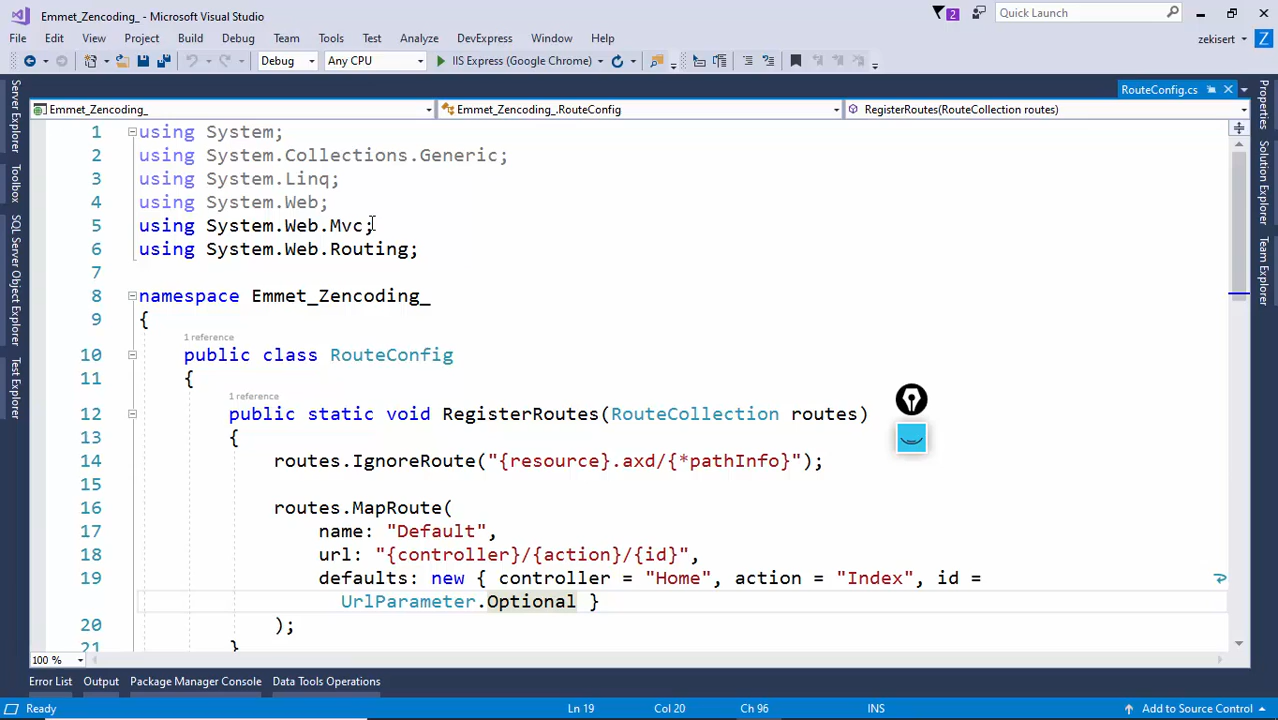 Emmet_Zencoding_ - Microsoft Visual Studio
2
Quick Launch
File Edit View Project Build Debug Team Tools Test Analyze DevExpress Window Help
zekisert
Z
Debug Any CPU IIS Express (Google Chrome)
RouteConfig.cs
Emmet_Zencoding_ Emmet_Zencoding_.RouteConfig RegisterRoutes(RouteCollection routes)
Server Explorer
Toolbox
SQL Server Object Explorer
Test Explorer
1 using System;
2 using System.Collections.Generic;
3 using System.Linq;
4 using System.Web;
5 using System.Web.Mvc;
6 using System.Web.Routing;
7
8 namespace Emmet_Zencoding_
9 {
1 reference
10 public class RouteConfig
11 {
1 reference
12 public static void RegisterRoutes(RouteCollection routes)
13 {
14 routes.IgnoreRoute("{resource}.axd/{*pathInfo}");
15
16 routes.MapRoute(
17 name: "Default",
18 url: "{controller}/{action}/{id}",
19 defaults: new { controller = "Home", action = "Index", id =
UrlParameter.Optional }
20 );
21 }
Properties
Solution Explorer
Team Explorer
100 %
Error List Output Package Manager Console Data Tools Operations
Ready Ln 19 Col 20 Ch 96 INS Add to Source Control